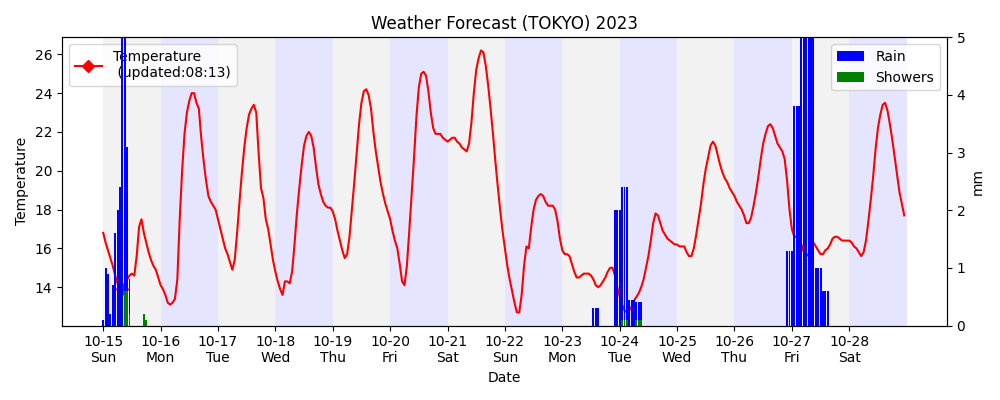 Weather Forecast (TOKYO) 2023
Temperature
(updated:08:13)
Rain
Showers
Temperature
26
24
22
20
18
16
14
5
4
3
2
1
0
mm
10-15 10-16 10-17 10-18 10-19 10-20 10-21 10-22 10-23 10-24 10-25 10-26 10-27 10-28
Sun Mon Tue Wed Thu Fri Sat Sun Mon Tue Wed Thu Fri Sat
Date